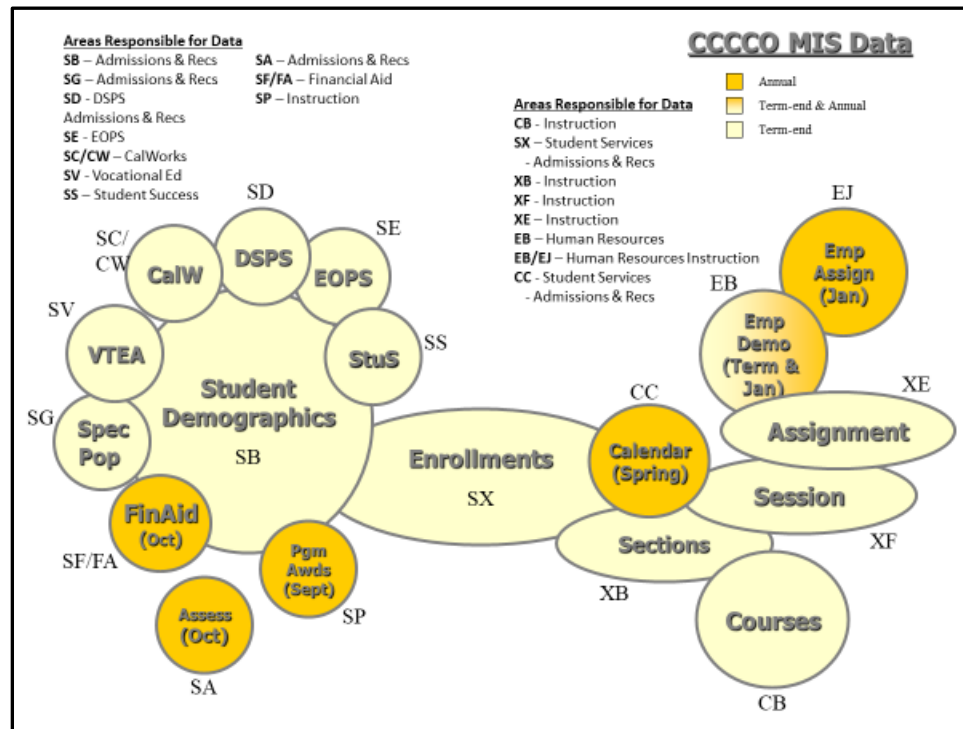 CCCCO MIS Data
Annual
Term-end & Annual
Term-end
Areas Responsible for Data
SB – Admissions & Recs
SG – Admissions & Recs
SD - DSPS
Admissions & Recs
SE - EOPS
SC/CW – CalWorks
SV - Vocational Ed
SS – Student Success
SA – Admissions & Recs
SF/FA – Financial Aid
SP – Instruction
Areas Responsible for Data
CB - Instruction
SX – Student Services
- Admissions & Recs
XB - Instruction
XF - Instruction
XE – Instruction
EB – Human Resources
EB/EJ – Human Resources Instruction
CC - Student Services
- Admissions & Recs
SD
SE
SC/
CW
CalW
DSPS
EOPS
SV
VTEA
StuS
SS
SG
Spec
Pop
Student
Demographics
SB
FinAid
(Oct)
SF/FA
Pgm
Awds
(Sept)
SP
Assess
(Oct)
SA
Enrollments
SX
CC
Calendar
(Spring)
EJ
Emp
Assign
(Jan)
EB
Emp
Demo
(Term &
Jan)
XE
Assignment
Session
XF
Sections
XB
Courses
CB